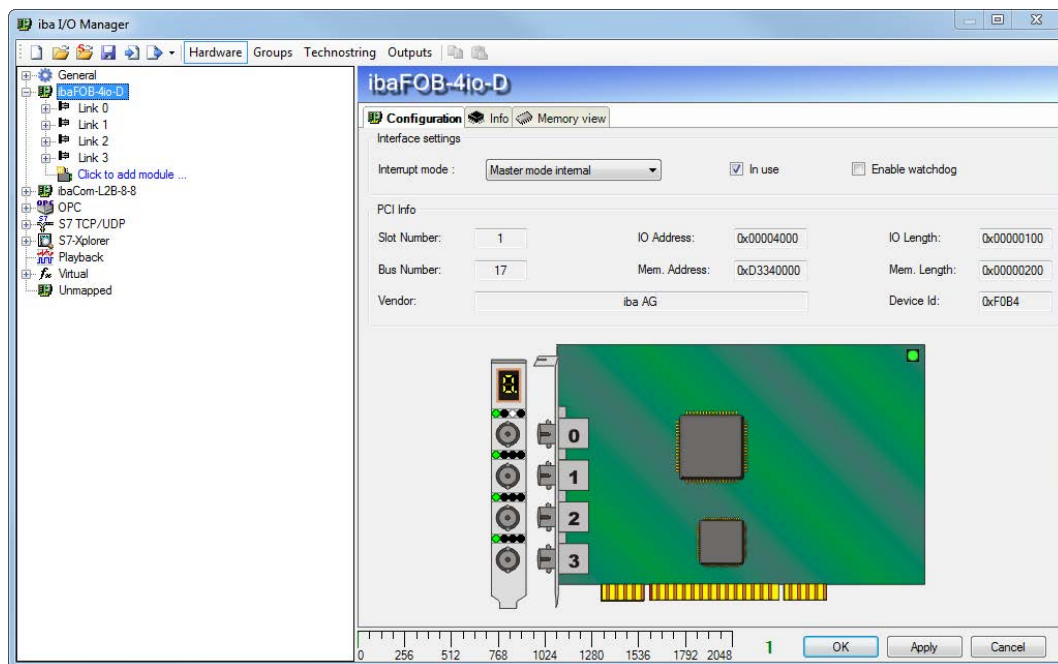 iba I/O Manager
Hardware Groups Technostring Outputs
General
ibaFOB-4io-D
Link 0
Link 1
Link 2
Link 3
Click to add module ...
ibaCom-L2B-8-8
OPC
S7 TCP/UDP
S7-Xplorer
Playback
Virtual
Unmapped
ibaFOB-4io-D
Configuration Info Memory view
Interface settings
Interrupt mode : Master mode internal In use Enable watchdog
PCI Info
Slot Number: 1 IO Address: 0x00004000 IO Length: 0x00000100
Bus Number: 17 Mem. Address: 0xD3340000 Mem. Length: 0x00000200
Vendor: iba AG Device Id: 0xF0B4
0
1
2
3
0 256 512 768 1024 1280 1536 1792 2048 1 OK Apply Cancel